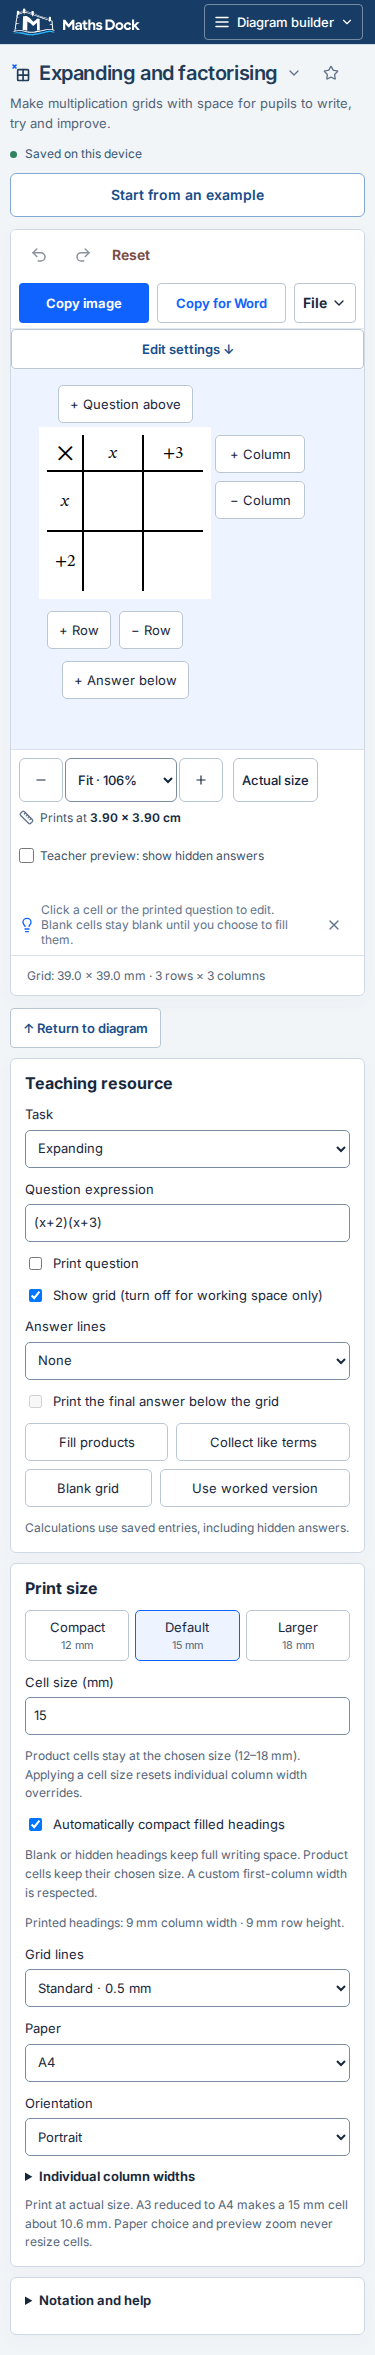 Maths Dock
Diagram builder
Expanding and factorising
Make multiplication grids with space for pupils to write,
try and improve.
Saved on this device
Start from an example
Reset
Copy image
Copy for Word
File
Edit settings ↓
+ Question above
× x +3
+ Column
− Column
x
+2
+ Row
− Row
+ Answer below
−
Fit · 106%
+
Actual size
Prints at 3.90 × 3.90 cm
Teacher preview: show hidden answers
Click a cell or the printed question to edit.
Blank cells stay blank until you choose to fill
them.
Grid: 39.0 × 39.0 mm · 3 rows × 3 columns
↑ Return to diagram
Teaching resource
Task
Expanding
Question expression
(x+2)(x+3)
Print question
Show grid (turn off for working space only)
Answer lines
None
Print the final answer below the grid
Fill products
Collect like terms
Blank grid
Use worked version
Calculations use saved entries, including hidden answers.
Print size
Compact
12 mm
Default
15 mm
Larger
18 mm
Cell size (mm)
15
Product cells stay at the chosen size (12–18 mm).
Applying a cell size resets individual column width
overrides.
Automatically compact filled headings
Blank or hidden headings keep full writing space. Product
cells keep their chosen size. A custom first-column width
is respected.
Printed headings: 9 mm column width · 9 mm row height.
Grid lines
Standard · 0.5 mm
Paper
A4
Orientation
Portrait
Individual column widths
Print at actual size. A3 reduced to A4 makes a 15 mm cell
about 10.6 mm. Paper choice and preview zoom never
resize cells.
Notation and help